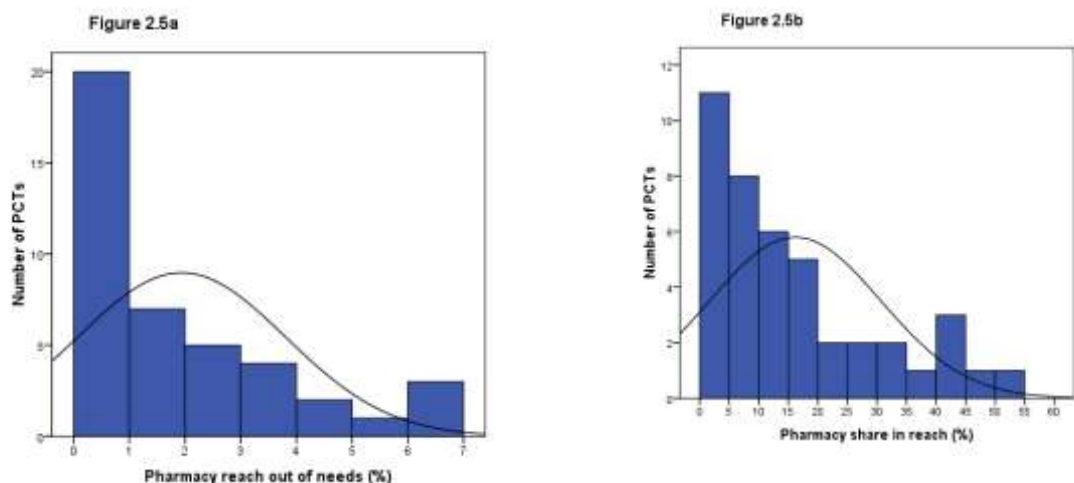 Figure 2.5a
20
15
10
5
0
Number of PCTs
0 1 2 3 4 5 6 7
Pharmacy reach out of needs (%)
Figure 2.5b
12
10
8
6
4
2
0
Number of PCTs
0 5 10 15 20 25 30 35 40 45 50 55 60
Pharmacy share in reach (%)